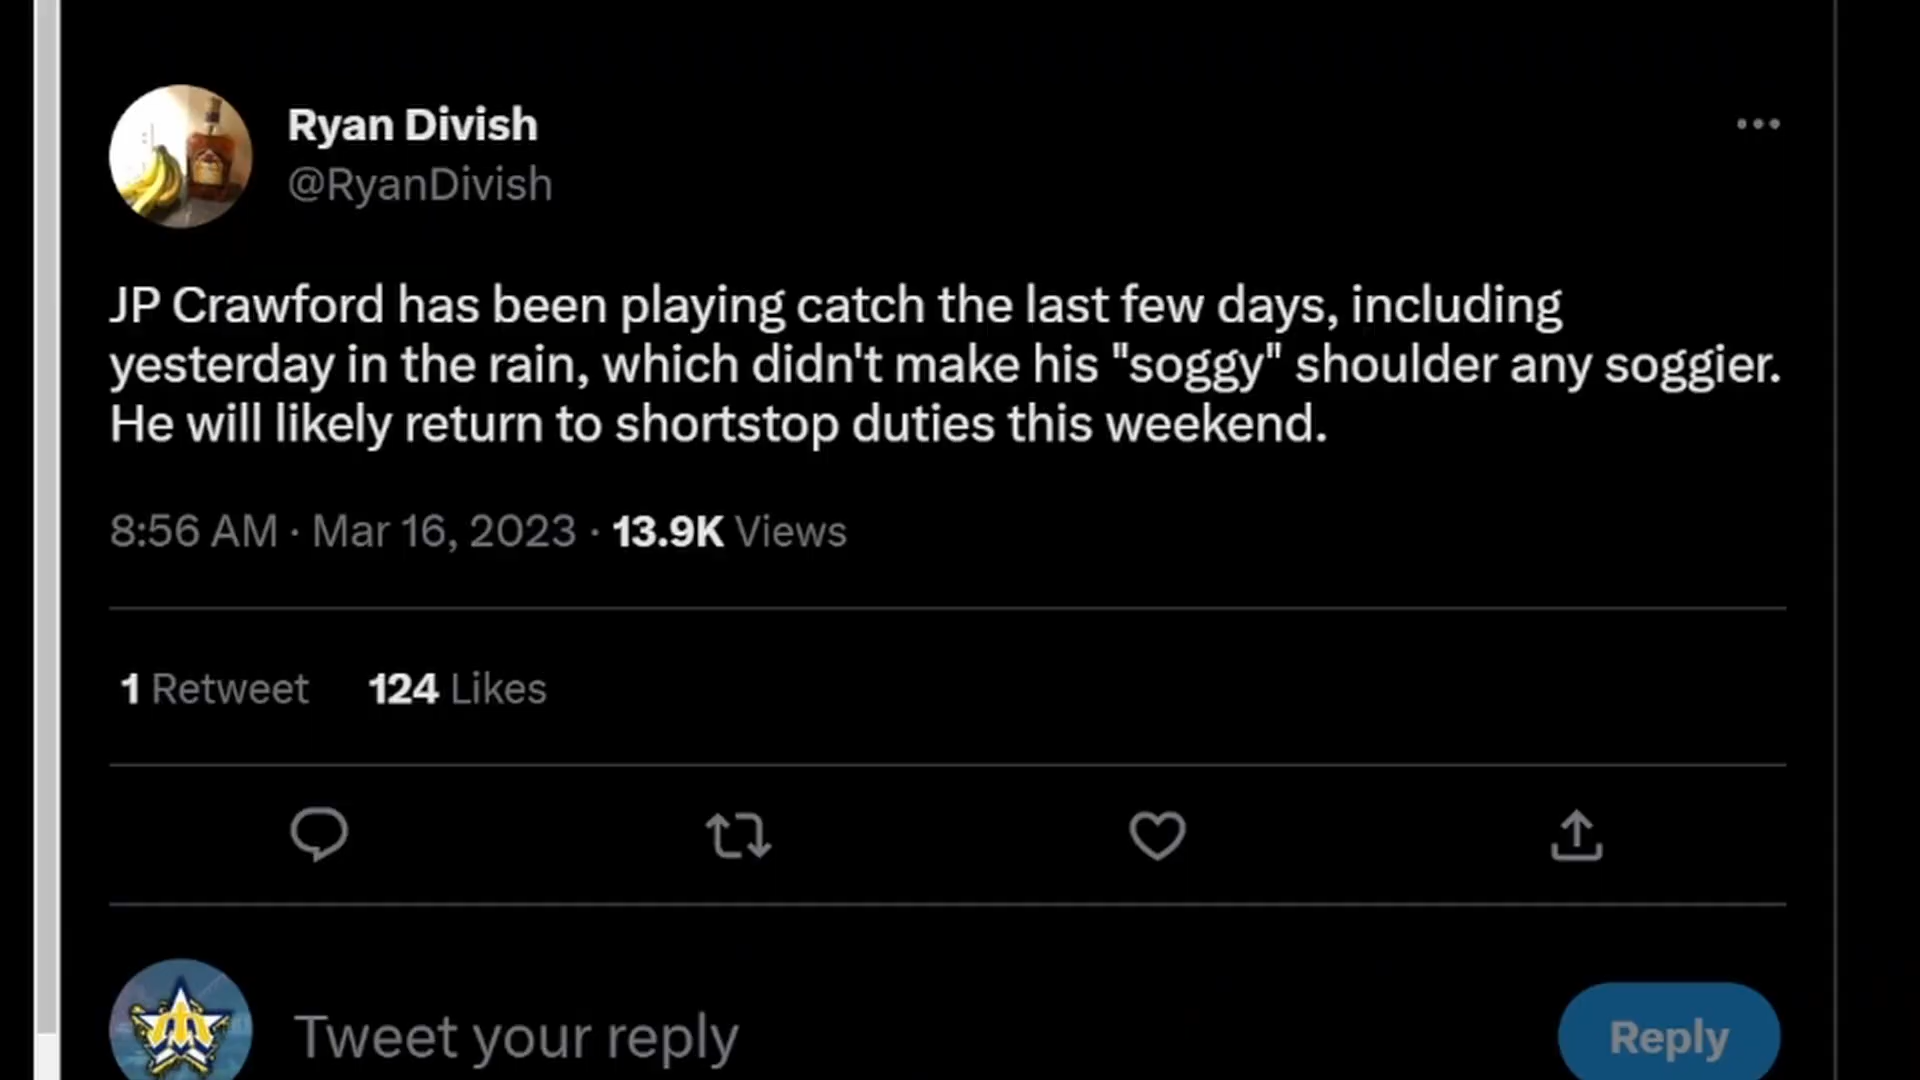 Ryan Divish
@RyanDivish
JP Crawford has been playing catch the last few days, including
yesterday in the rain, which didn't make his "soggy" shoulder any soggier.
He will likely return to shortstop duties this weekend.
8:56 AM · Mar 16, 2023 · 13.9K Views
1 Retweet 124 Likes
Tweet your reply
Reply